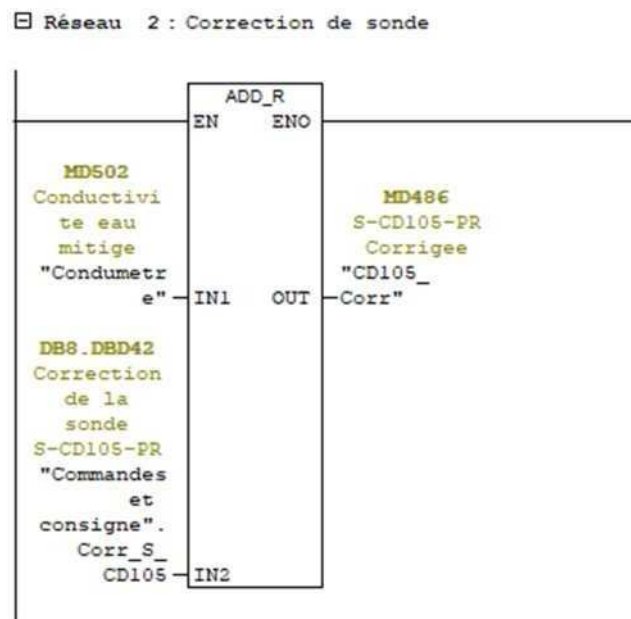 Réseau 2 : Correction de sonde
ADD_R
EN ENO
MD502
Conductivi
te eau
mitige
"Condumetr
e" IN1
MD486
S-CD105-PR
Corrigee
"CD105_
OUT Corr"
DB8.DBD42
Correction
de la
sonde
S-CD105-PR
"Commandes
et
consigne".
Corr_S_
CD105 IN2